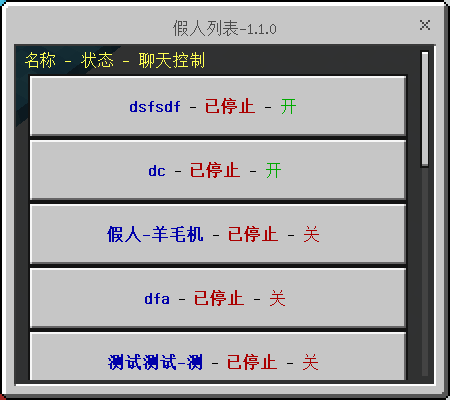 假人列表-1.1.0
名称 - 状态 - 聊天控制
dsfsdf - 已停止 - 开
dc - 已停止 - 开
假人-羊毛机 - 已停止 - 关
dfa - 已停止 - 关
测试测试-测 - 已停止 - 关